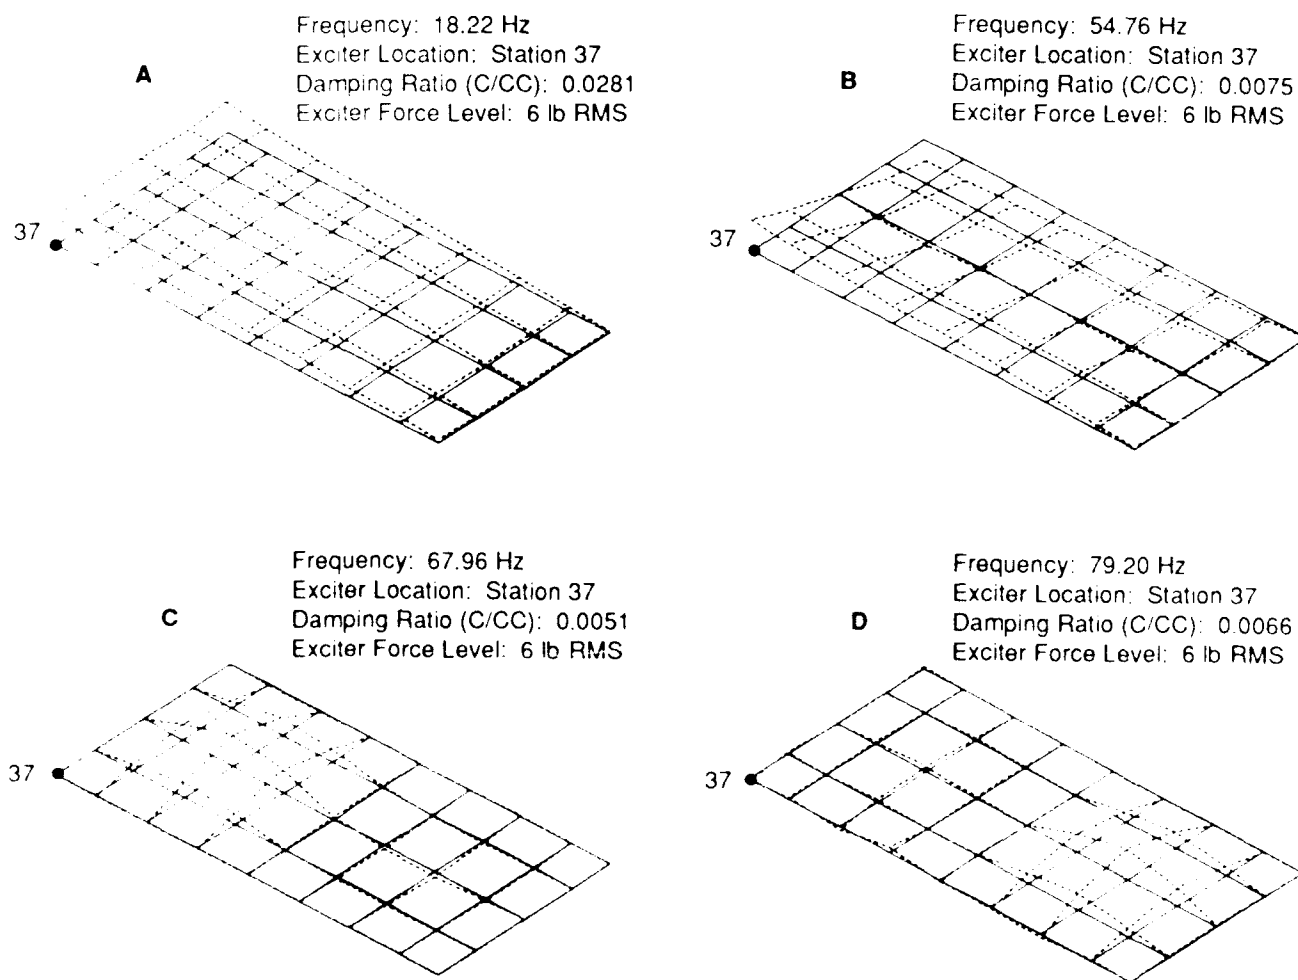 A
Frequency: 18.22 Hz
Exciter Location: Station 37
Damping Ratio (C/CC): 0.0281
Exciter Force Level: 6 lb RMS
37
B
Frequency: 54.76 Hz
Exciter Location: Station 37
Damping Ratio (C/CC): 0.0075
Exciter Force Level: 6 lb RMS
37
C
Frequency: 67.96 Hz
Exciter Location: Station 37
Damping Ratio (C/CC): 0.0051
Exciter Force Level: 6 lb RMS
37
D
Frequency: 79.20 Hz
Exciter Location: Station 37
Damping Ratio (C/CC): 0.0066
Exciter Force Level: 6 lb RMS
37